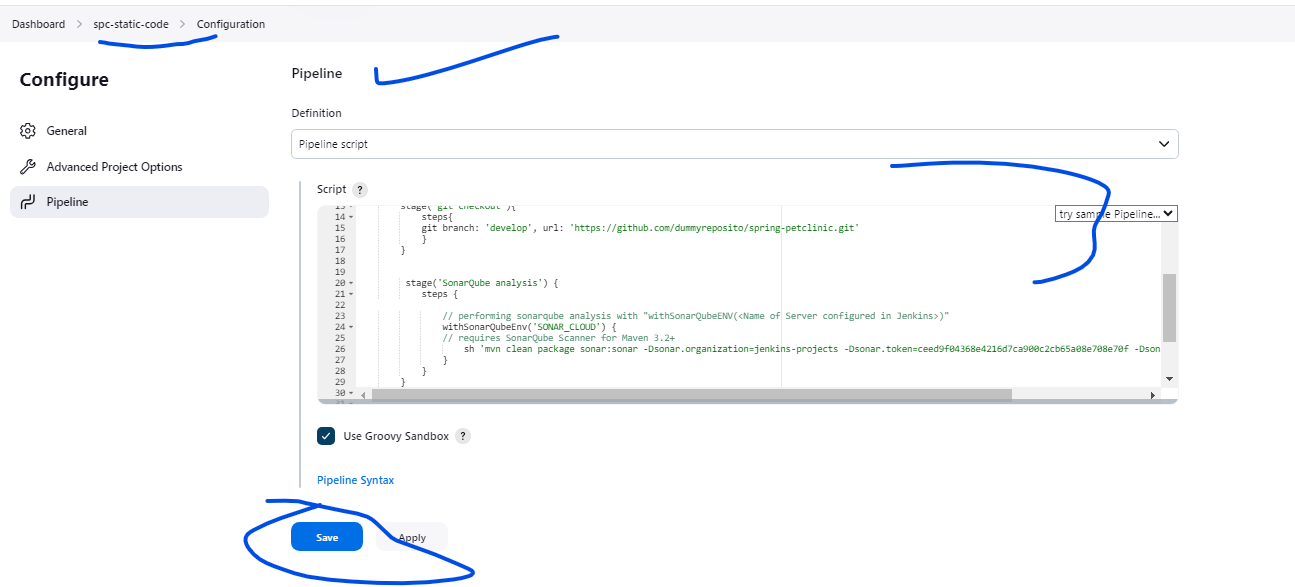 Dashboard > spc-static-code > Configuration
Configure
General
Advanced Project Options
Pipeline
Pipeline
Definition
Pipeline script
Script ?
try sample Pipeline...
13 stage('git checkout'){
14 steps{
15 git branch: 'develop', url: 'https://github.com/dummyreposito/spring-petclinic.git'
16 }
17 }
18
19
20 stage('SonarQube analysis') {
21 steps {
22
23 // performing sonarqube analysis with "withSonarQubeENV(<Name of Server configured in Jenkins>)"
24 withSonarQubeEnv('SONAR_CLOUD') {
25 // requires SonarQube Scanner for Maven 3.2+
26 sh 'mvn clean package sonar:sonar -Dsonar.organization=jenkins-projects -Dsonar.token=ceed9f04368e4216d7ca900c2cb65a08e708e70f -Dson
27 }
28 }
29 }
30
Use Groovy Sandbox ?
Pipeline Syntax
Save
Apply